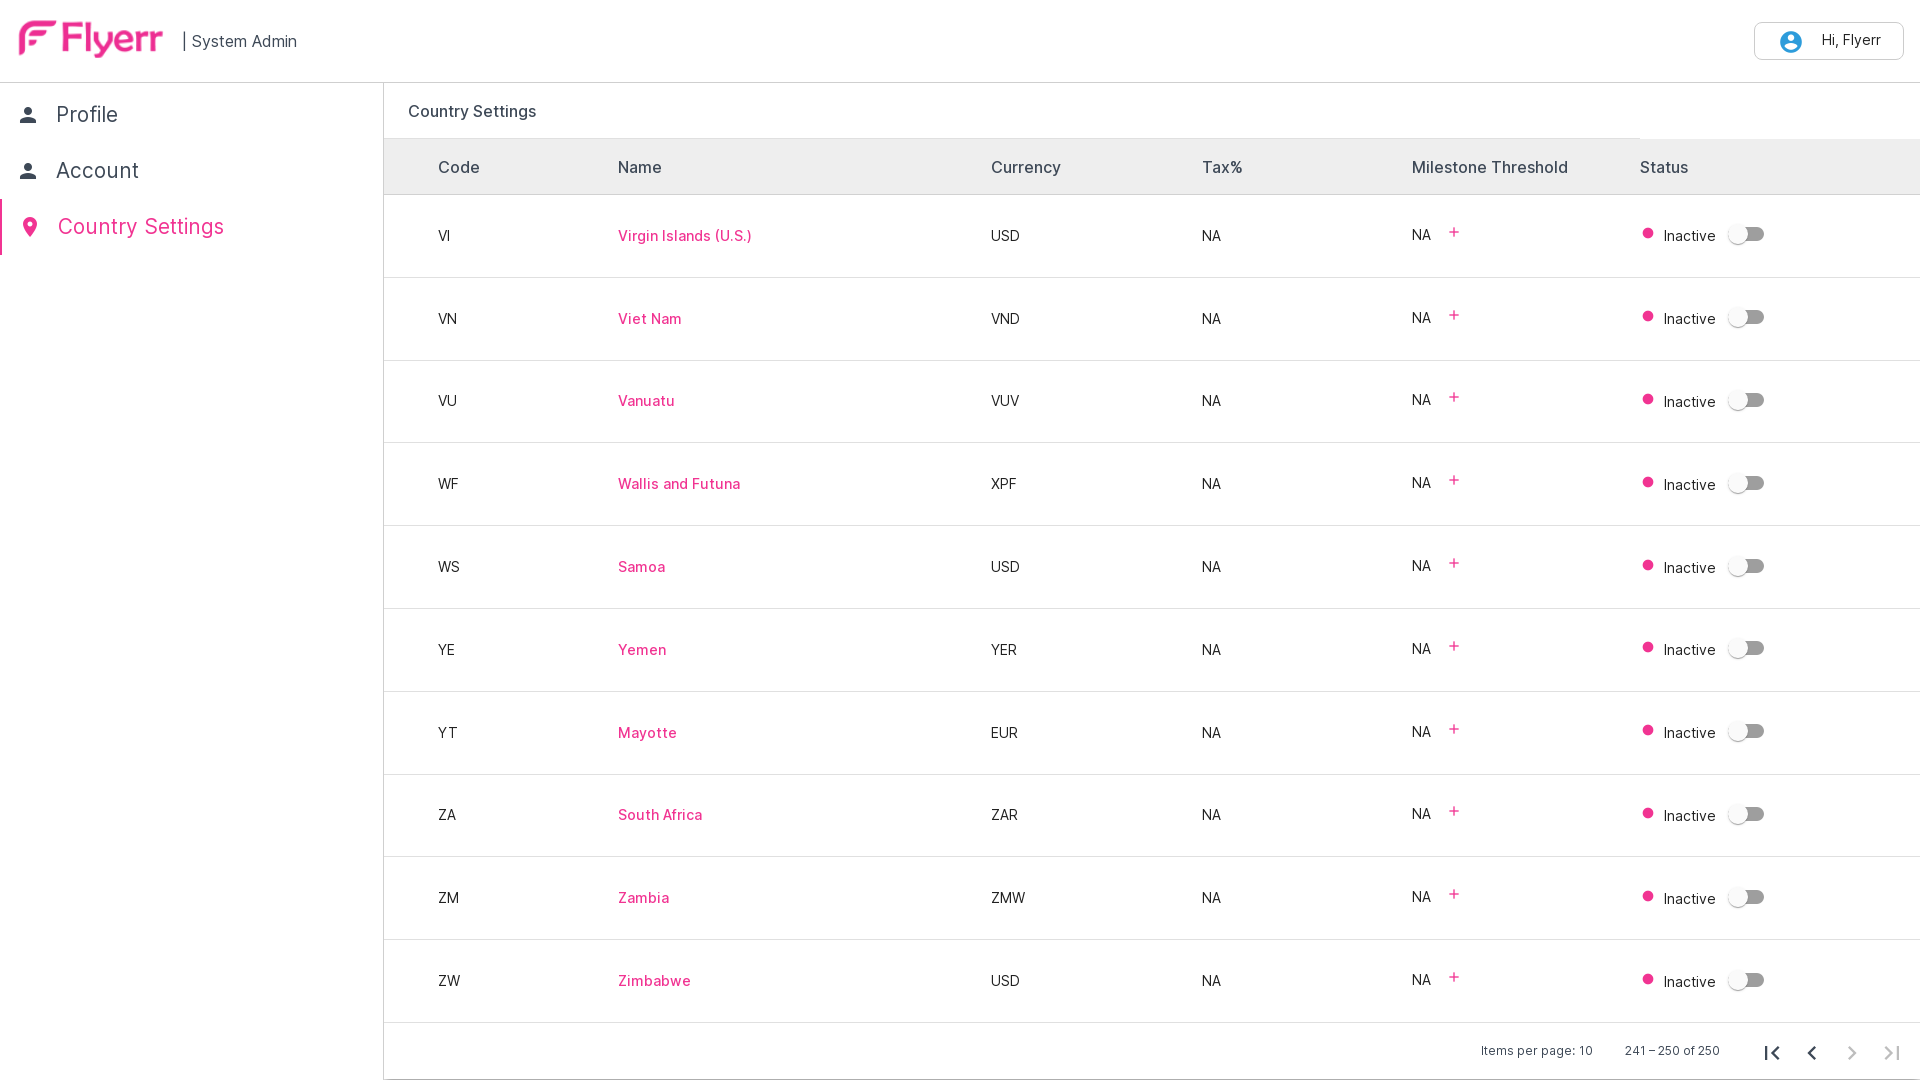 Flyerr | System Admin
Hi, Flyerr
Profile
Account
Country Settings
Country Settings
Code Name Currency Tax% Milestone Threshold Status
VI Virgin Islands (U.S.) USD NA NA + Inactive
VN Viet Nam VND NA NA + Inactive
VU Vanuatu VUV NA NA + Inactive
WF Wallis and Futuna XPF NA NA + Inactive
WS Samoa USD NA NA + Inactive
YE Yemen YER NA NA + Inactive
YT Mayotte EUR NA NA + Inactive
ZA South Africa ZAR NA NA + Inactive
ZM Zambia ZMW NA NA + Inactive
ZW Zimbabwe USD NA NA + Inactive
Items per page: 10 241 – 250 of 250